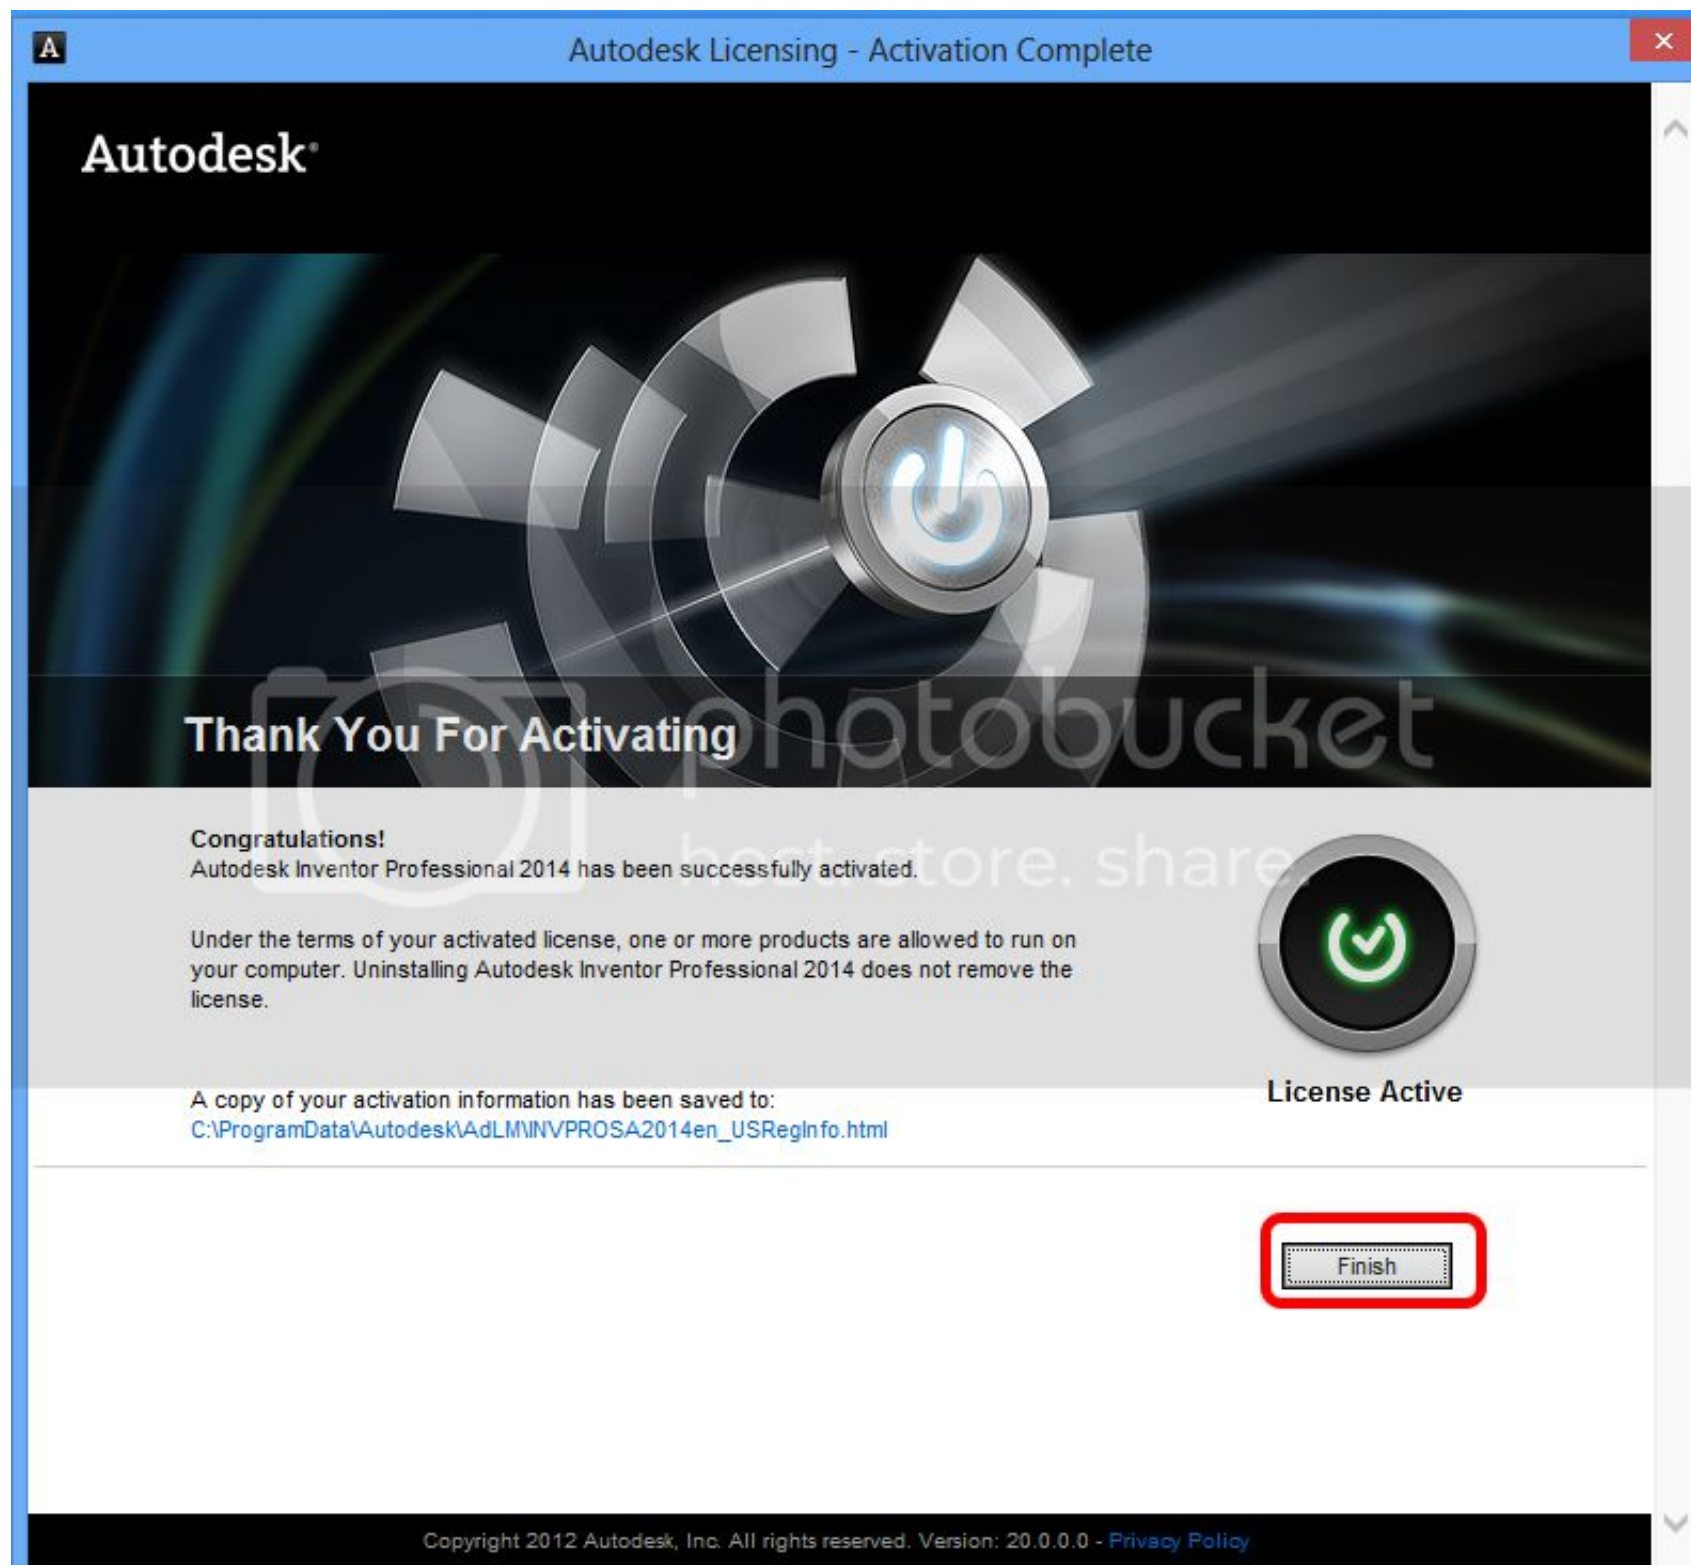 A
Autodesk Licensing - Activation Complete
×
Autodesk®
photobucket
Thank You For Activating
host. store. share.
Congratulations!
Autodesk Inventor Professional 2014 has been successfully activated.
Under the terms of your activated license, one or more products are allowed to run on
your computer. Uninstalling Autodesk Inventor Professional 2014 does not remove the
license.
License Active
A copy of your activation information has been saved to:
C:\ProgramData\Autodesk\AdLM\INVPROSA2014en_USRegInfo.html
Finish
Copyright 2012 Autodesk, Inc. All rights reserved. Version: 20.0.0.0 - Privacy Policy